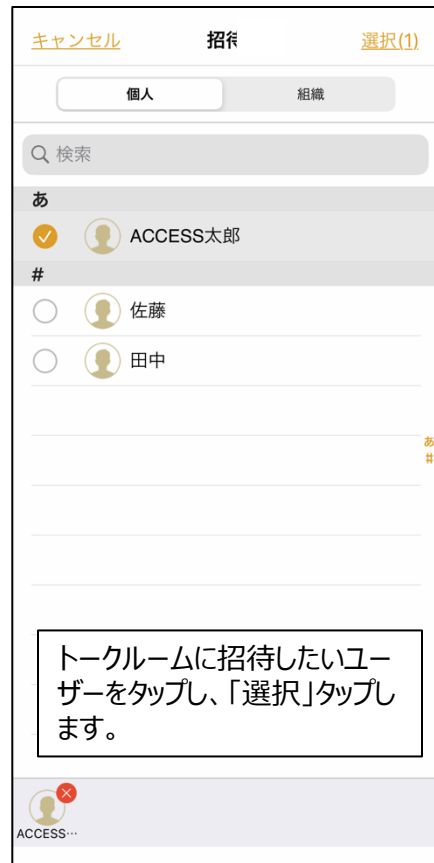 キャンセル 招待 選択(1)
個人 組織
検索
あ
ACCESS太郎
#
佐藤
田中
あ
#
トークルームに招待したいユー
ザーをタップし、「選択」タップし
ます。
ACCESS…